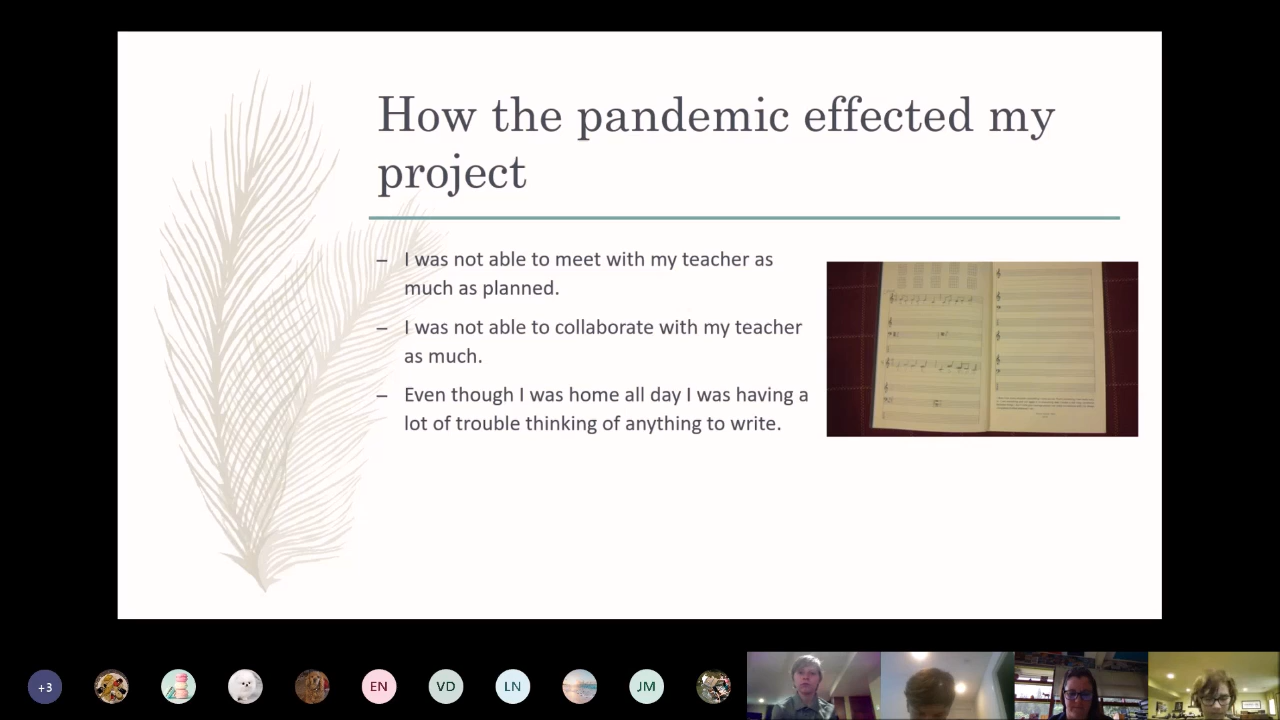 How the pandemic effected my
project
– I was not able to meet with my teacher as
much as planned.
– I was not able to collaborate with my teacher
as much.
– Even though I was home all day I was having a
lot of trouble thinking of anything to write.
+3
EN
VD
LN
JM